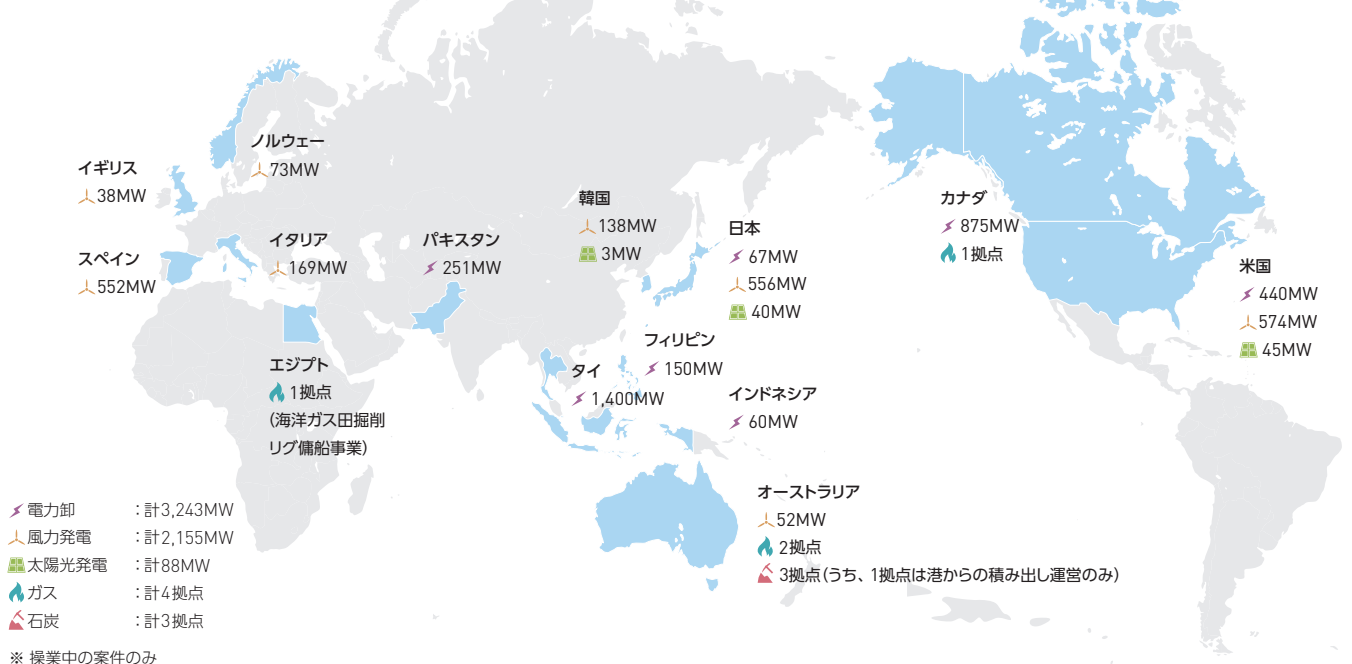 ノルウェー
73MW
イギリス
38MW
スペイン
552MW
イタリア
169MW
パキスタン
251MW
エジプト
1拠点
(海洋ガス田掘削
リグ傭船事業)
韓国
138MW
3MW
日本
67MW
556MW
40MW
フィリピン
150MW
タイ
1,400MW
インドネシア
60MW
オーストラリア
52MW
2拠点
3拠点(うち、1拠点は港からの積み出し運営のみ)
カナダ
875MW
1拠点
米国
440MW
574MW
45MW
電力卸 :計3,243MW
風力発電 :計2,155MW
太陽光発電 :計88MW
ガス :計4拠点
石炭 :計3拠点
※ 操業中の案件のみ